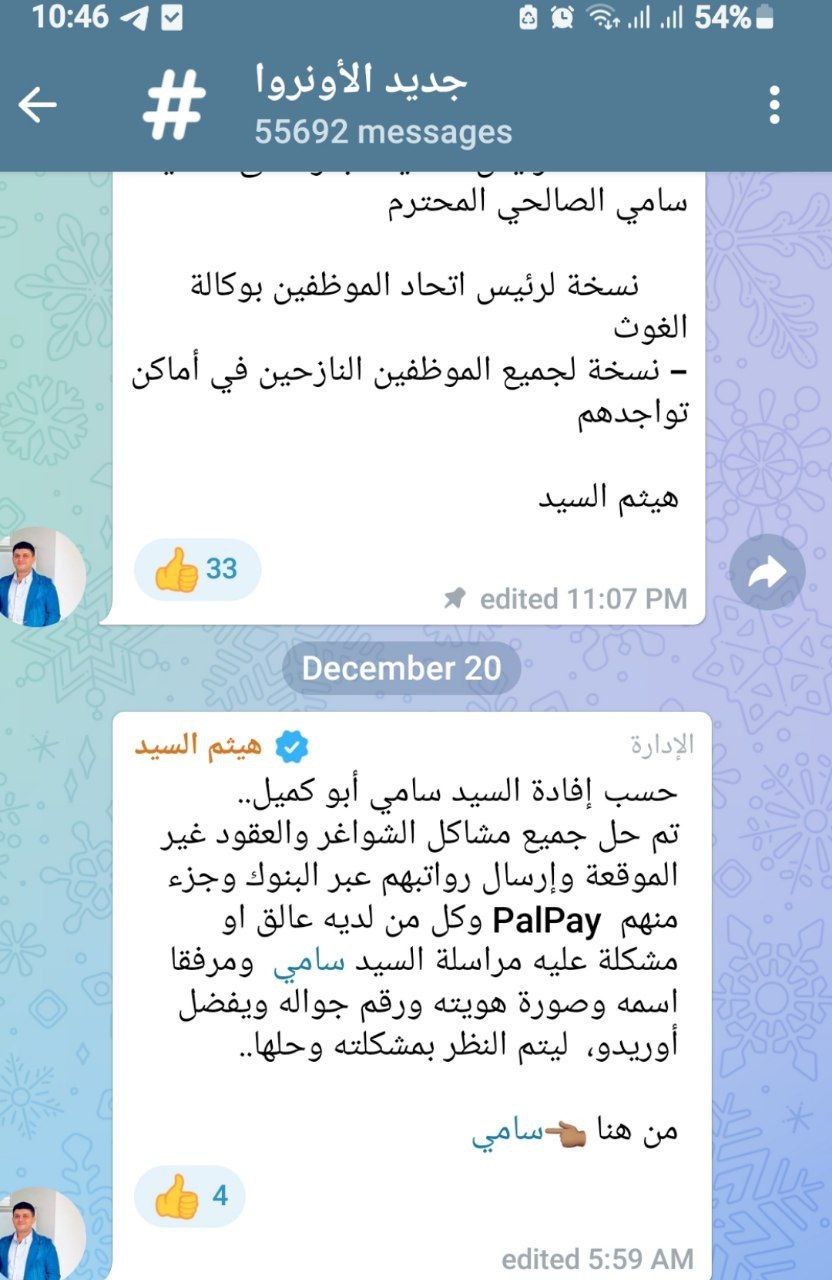 10:46
54%
جديد الأونروا
55692 messages
سامي الصالحي المحترم
نسخة لرئيس اتحاد الموظفين بوكالة
الغوث
– نسخة لجميع الموظفين النازحين في أماكن
تواجدهم
هيثم السيد
👍 33
edited 11:07 PM
December 20
هيثم السيد
الإدارة
حسب إفادة السيد سامي أبو كميل..
تم حل جميع مشاكل الشواغر والعقود غير
الموقعة وإرسال رواتبهم عبر البنوك وجزء
منهم PalPay وكل من لديه عالق او
مشكلة عليه مراسلة السيد سامي ومرفقا
اسمه وصورة هويته ورقم جواله ويفضل
أوريدو، ليتم النظر بمشكلته وحلها..
من هنا 👈🏽سامي
👍 4
edited 5:59 AM